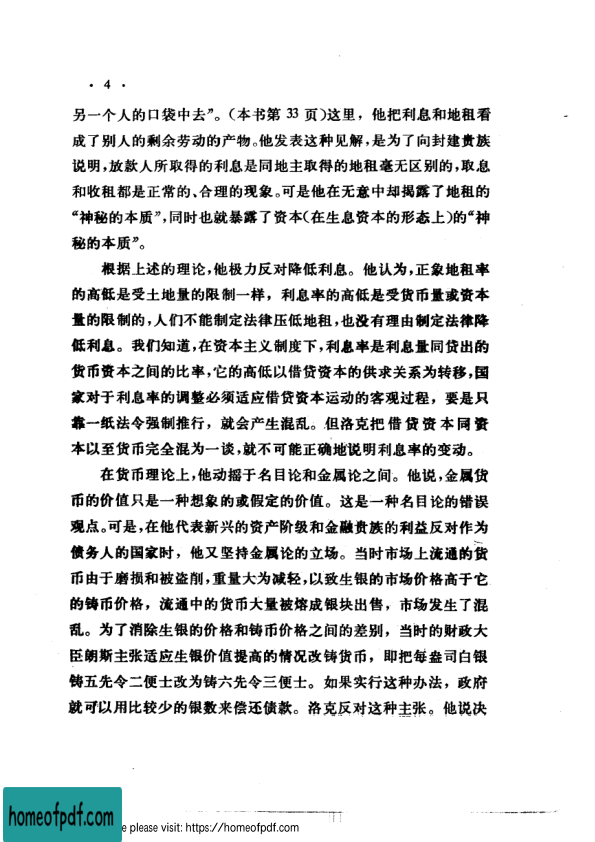 · 4 ·
另一个人的口袋中去”。（本书第 33 页）这里，他把利息和地租看
成了别人的剩余劳动的产物。他发表这种见解，是为了向封建贵族
说明，放款人所取得的利息是同地主取得的地租毫无区别的，取息
和收租都是正常的、合理的现象。可是他在无意中却揭露了地租的
“神秘的本质”，同时也就暴露了资本（在生息资本的形态上）的“神
秘的本质”。
根据上述的理论，他极力反对降低利息。他认为，正象地租率
的高低是受土地量的限制一样，利息率的高低是受货币量或资本
量的限制的，人们不能制定法律压低地租，也没有理由制定法律降
低利息。我们知道，在资本主义制度下，利息率是利息量同贷出的
货币资本之间的比率，它的高低以借贷资本的供求关系为转移，国
家对于利息率的调整必须适应借贷资本运动的客观过程，要是只
靠一纸法令强制推行，就会产生混乱。但洛克把借贷资本同资
本以至货币完全混为一谈，就不可能正确地说明利息率的变动。
在货币理论上，他动摇于名目论和金属论之间。他说，金属货
币的价值只是一种想象的或假定的价值。这是一种名目论的错误
观点。可是，在他代表新兴的资产阶级和金融贵族的利益反对作为
债务人的国家时，他又坚持金属论的立场。当时市场上流通的货
币由于磨损和被盗削，重量大为减轻，以致生银的市场价格高于它
的铸币价格，流通中的货币大量被熔成银块出售，市场发生了混
乱。为了消除生银的价格和铸币价格之间的差别，当时的财政大
臣朗斯主张适应生银价值提高的情况改铸货币，即把每盎司白银
铸五先令二便士改为铸六先令三便士。如果实行这种办法，政府
就可以用比较少的银数来偿还债款。洛克反对这种主张。他说决
homeofpdf.com
e please visit: https://homeofpdf.com